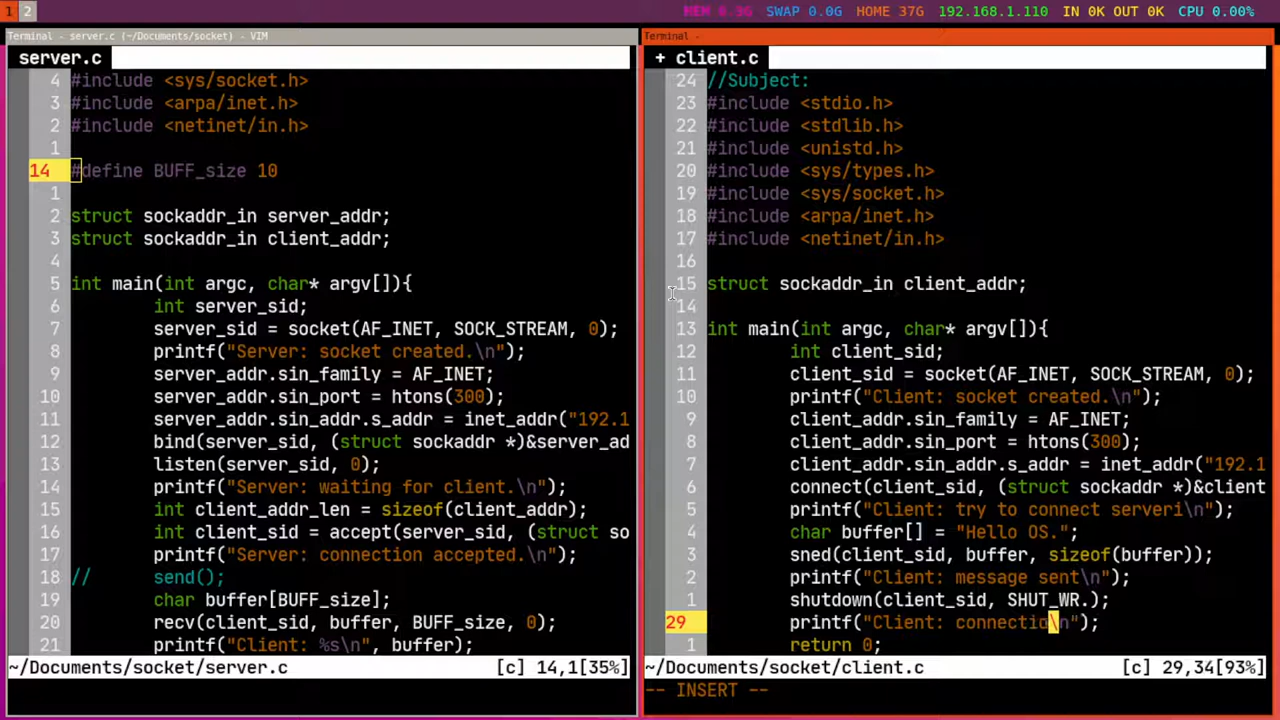 1 2 MEM 6.3G SWAP 0.0G HOME 37G 192.168.1.110 IN 0K OUT 0K CPU 0.00%
Terminal - server.c (~/Documents/socket) - VIM
server.c
4 #include <sys/socket.h>
3 #include <arpa/inet.h>
2 #include <netinet/in.h>
1
14 #define BUFF_size 10
1
2 struct sockaddr_in server_addr;
3 struct sockaddr_in client_addr;
4
5 int main(int argc, char* argv[]){
6 int server_sid;
7 server_sid = socket(AF_INET, SOCK_STREAM, 0);
8 printf("Server: socket created.\n");
9 server_addr.sin_family = AF_INET;
10 server_addr.sin_port = htons(300);
11 server_addr.sin_addr.s_addr = inet_addr("192.1
12 bind(server_sid, (struct sockaddr *)&server_ad
13 listen(server_sid, 0);
14 printf("Server: waiting for client.\n");
15 int client_addr_len = sizeof(client_addr);
16 int client_sid = accept(server_sid, (struct so
17 printf("Server: connection accepted.\n");
18 // send();
19 char buffer[BUFF_size];
20 recv(client_sid, buffer, BUFF_size, 0);
21 printf("Client: %s\n", buffer);
~/Documents/socket/server.c [c] 14,1[35%]
Terminal -
+ client.c
24 //Subject:
23 #include <stdio.h>
22 #include <stdlib.h>
21 #include <unistd.h>
20 #include <sys/types.h>
19 #include <sys/socket.h>
18 #include <arpa/inet.h>
17 #include <netinet/in.h>
16
15 struct sockaddr_in client_addr;
14
13 int main(int argc, char* argv[]){
12 int client_sid;
11 client_sid = socket(AF_INET, SOCK_STREAM, 0);
10 printf("Client: socket created.\n");
9 client_addr.sin_family = AF_INET;
8 client_addr.sin_port = htons(300);
7 client_addr.sin_addr.s_addr = inet_addr("192.1
6 connect(client_sid, (struct sockaddr *)&client
5 printf("Client: try to connect serveri\n");
4 char buffer[] = "Hello OS.";
3 sned(client_sid, buffer, sizeof(buffer));
2 printf("Client: message sent\n");
1 shutdown(client_sid, SHUT_WR.);
29 printf("Client: connectio\n");
1 return 0;
~/Documents/socket/client.c [c] 29,34[93%]
-- INSERT --